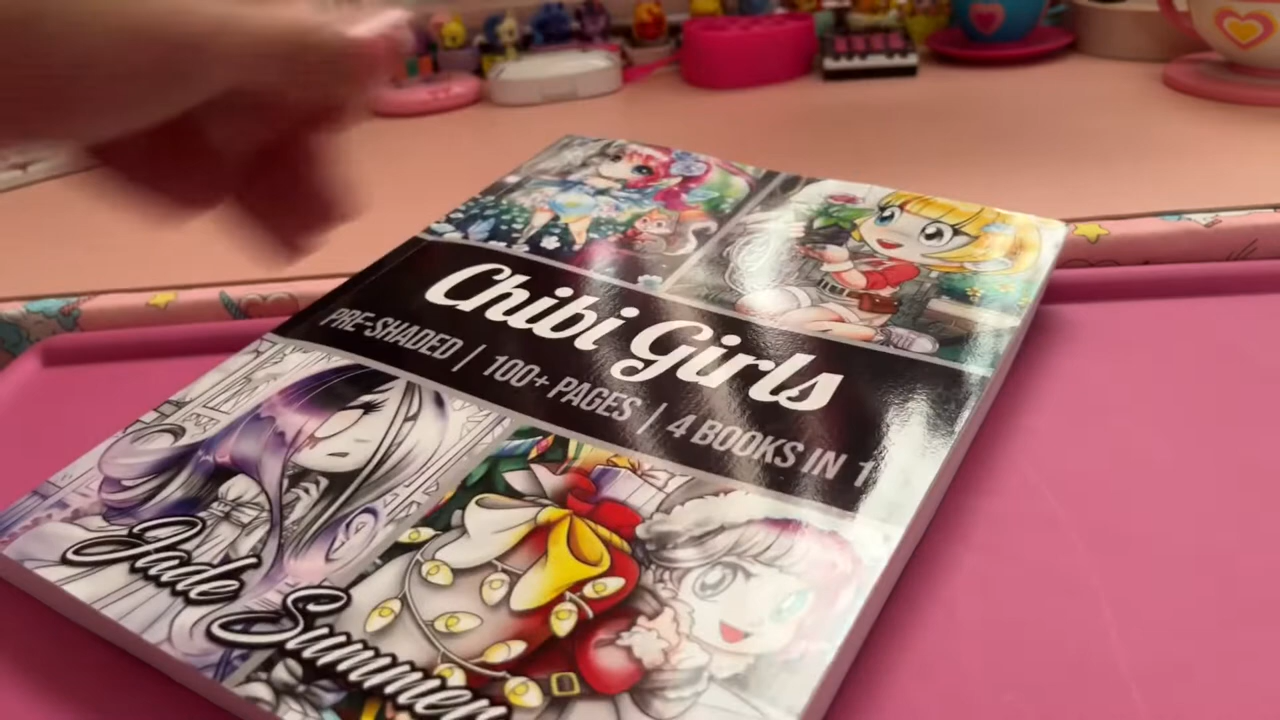 Chibi Girls
PRE-SHADED | 100+ PAGES | 4 BOOKS IN 1
Jade Summer